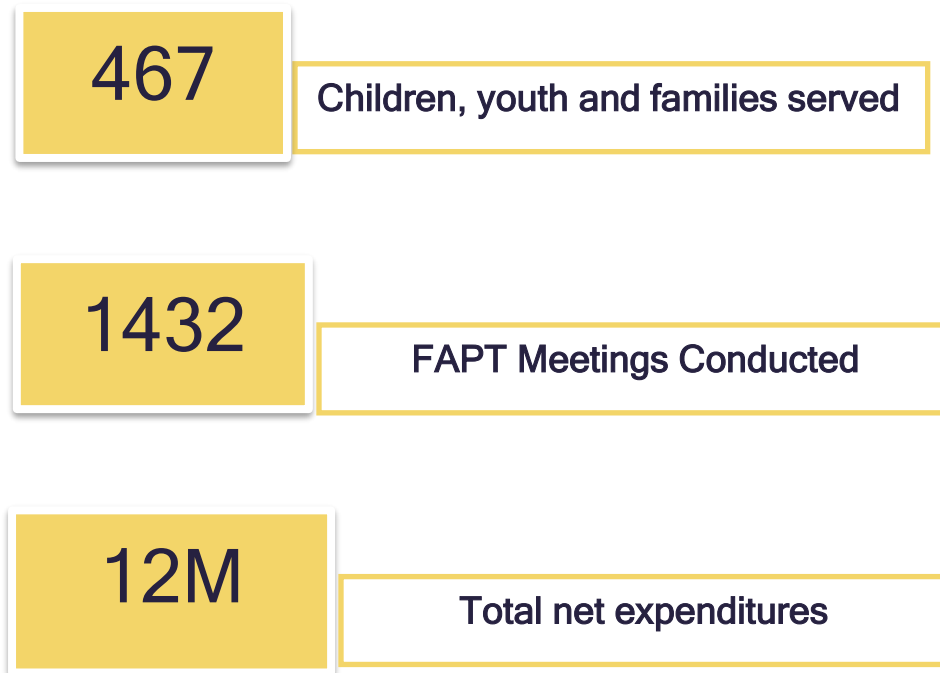 467
Children, youth and families served
1432
FAPT Meetings Conducted
12M
Total net expenditures